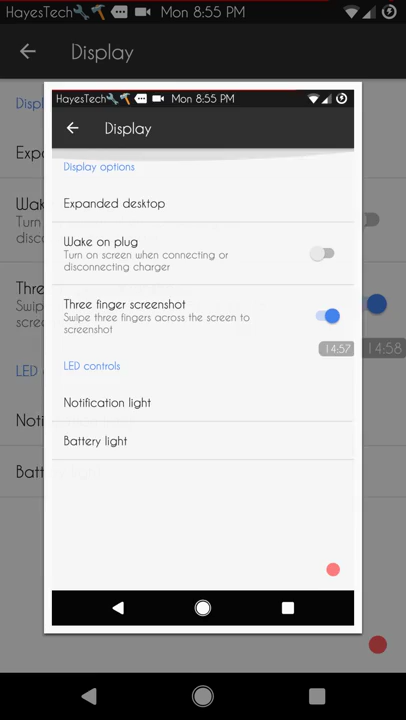 HayesTech Mon 8:55 PM
Display
HayesTech Mon 8:55 PM
Display
Display options
Expanded desktop
Wake on plug
Turn on screen when connecting or
disconnecting charger
Three finger screenshot
Swipe three fingers across the screen to
screenshot
14:57
14:58
LED controls
Notification light
Battery light